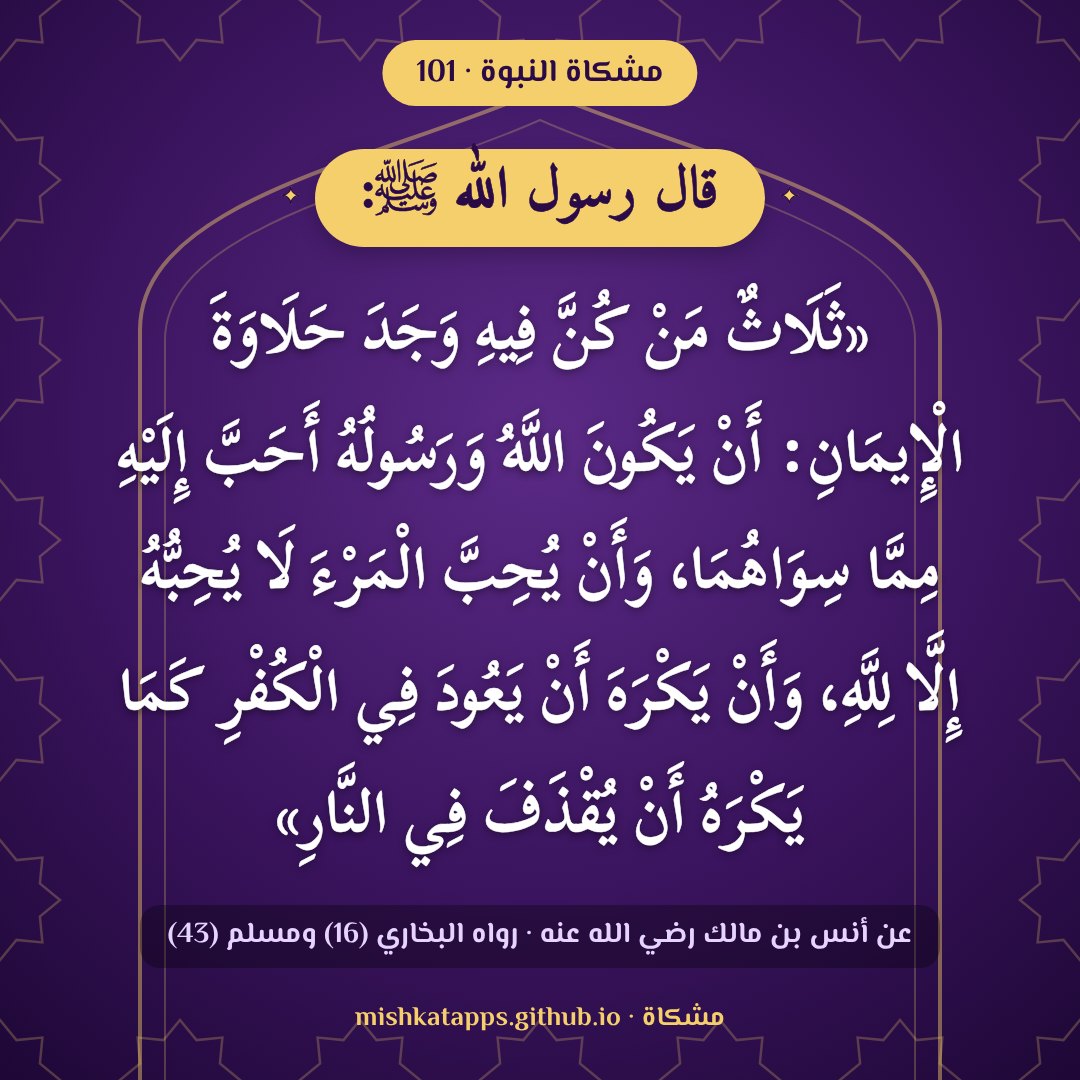 مشكاة النبوة · 101
قال رسول الله ﷺ:
«ثَلَاثٌ مَنْ كُنَّ فِيهِ وَجَدَ حَلَاوَةَ
الْإِيمَانِ: أَنْ يَكُونَ اللَّهُ وَرَسُولُهُ أَحَبَّ إِلَيْهِ
مِمَّا سِوَاهُمَا، وَأَنْ يُحِبَّ الْمَرْءَ لَا يُحِبُّهُ
إِلَّا لِلَّهِ، وَأَنْ يَكْرَهَ أَنْ يَعُودَ فِي الْكُفْرِ كَمَا
يَكْرَهُ أَنْ يُقْذَفَ فِي النَّارِ»
عن أنس بن مالك رضي الله عنه · رواه البخاري (16) ومسلم (43)
مشكاة · mishkatapps.github.io